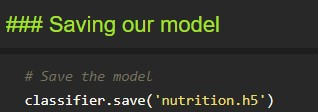 ### Saving our model
# Save the model
classifier.save('nutrition.h5')